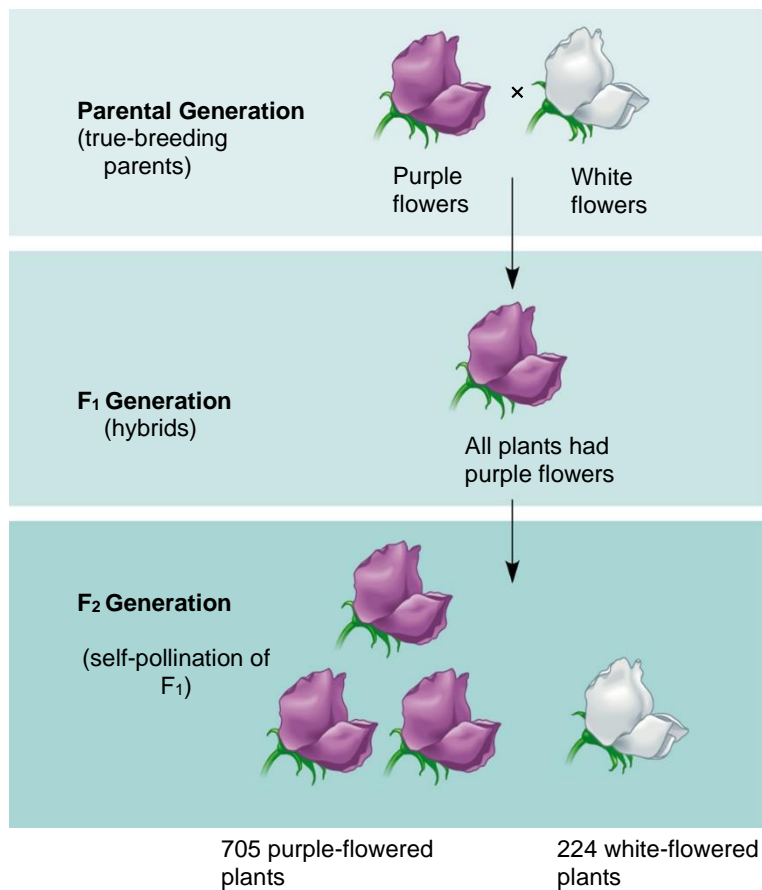 Parental Generation
(true-breeding
parents)
×
Purple
flowers
White
flowers
F₁ Generation
(hybrids)
All plants had
purple flowers
F₂ Generation
(self-pollination of
F₁)
705 purple-flowered
plants
224 white-flowered
plants